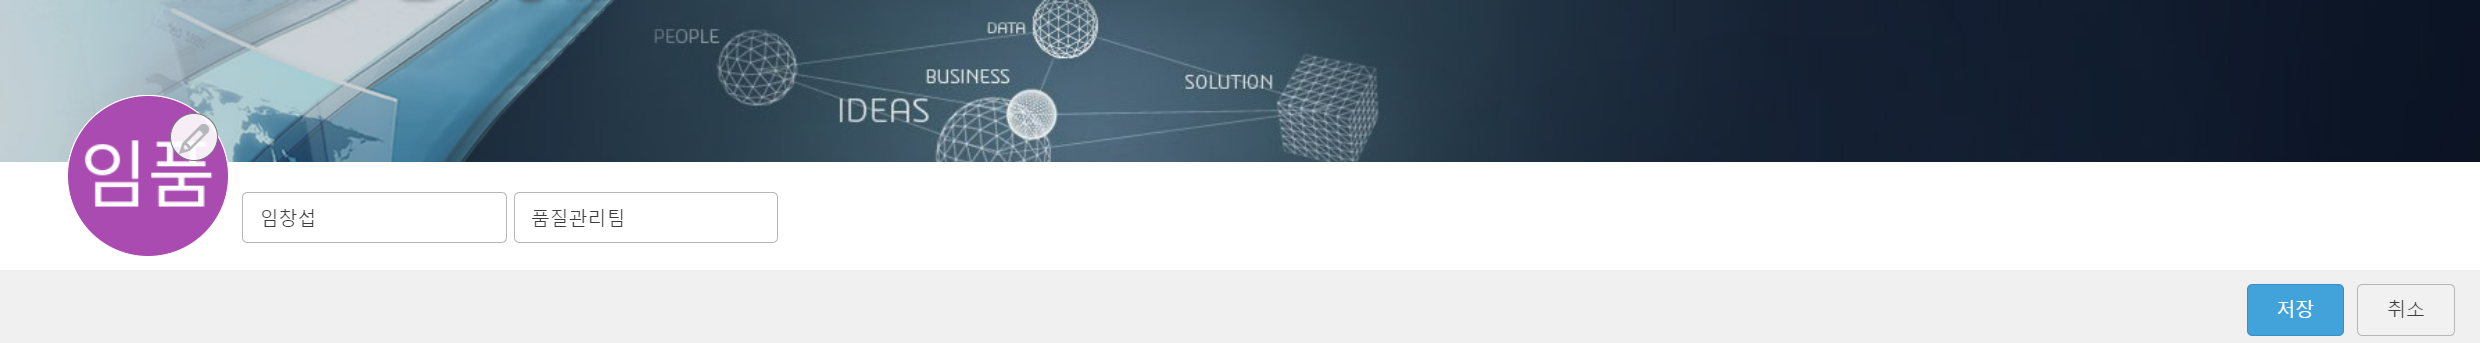 PEOPLE
DATA
BUSINESS
SOLUTION
IDEAS
임품
임창섭
품질관리팀
저장
취소